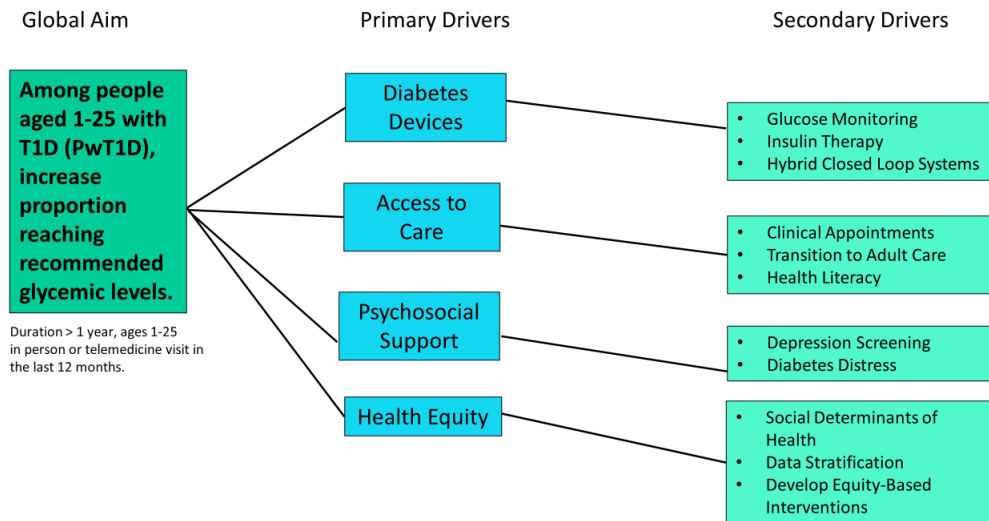 Global Aim
Primary Drivers
Secondary Drivers
Among people
aged 1-25 with
T1D (PwT1D),
increase
proportion
reaching
recommended
glycemic levels.
Duration > 1 year, ages 1-25
in person or telemedicine visit in
the last 12 months.
Diabetes
Devices
Access to
Care
Psychosocial
Support
Health Equity
• Glucose Monitoring
• Insulin Therapy
• Hybrid Closed Loop Systems
• Clinical Appointments
• Transition to Adult Care
• Health Literacy
• Depression Screening
• Diabetes Distress
• Social Determinants of
Health
• Data Stratification
• Develop Equity-Based
Interventions